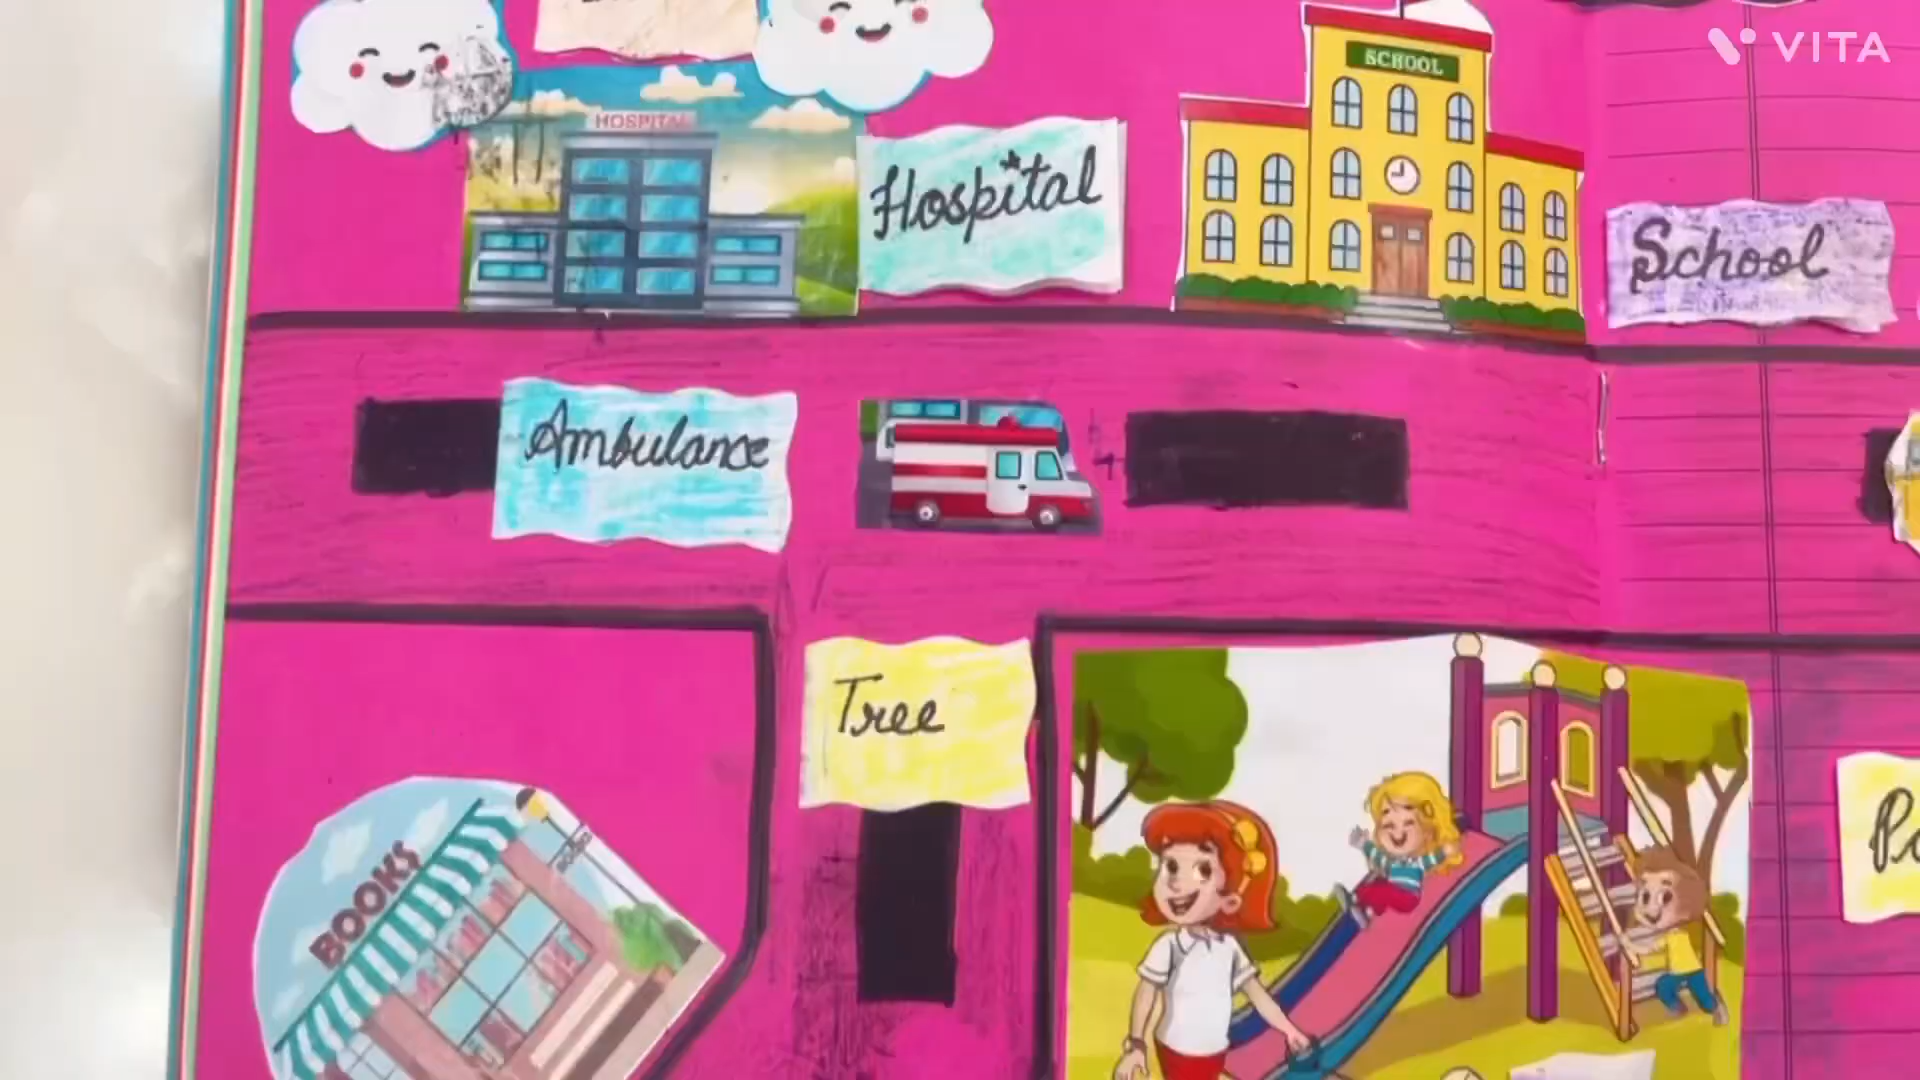 VITA
SCHOOL
HOSPITAL
Hospital
School
Ambulance
Tree
BOOKS